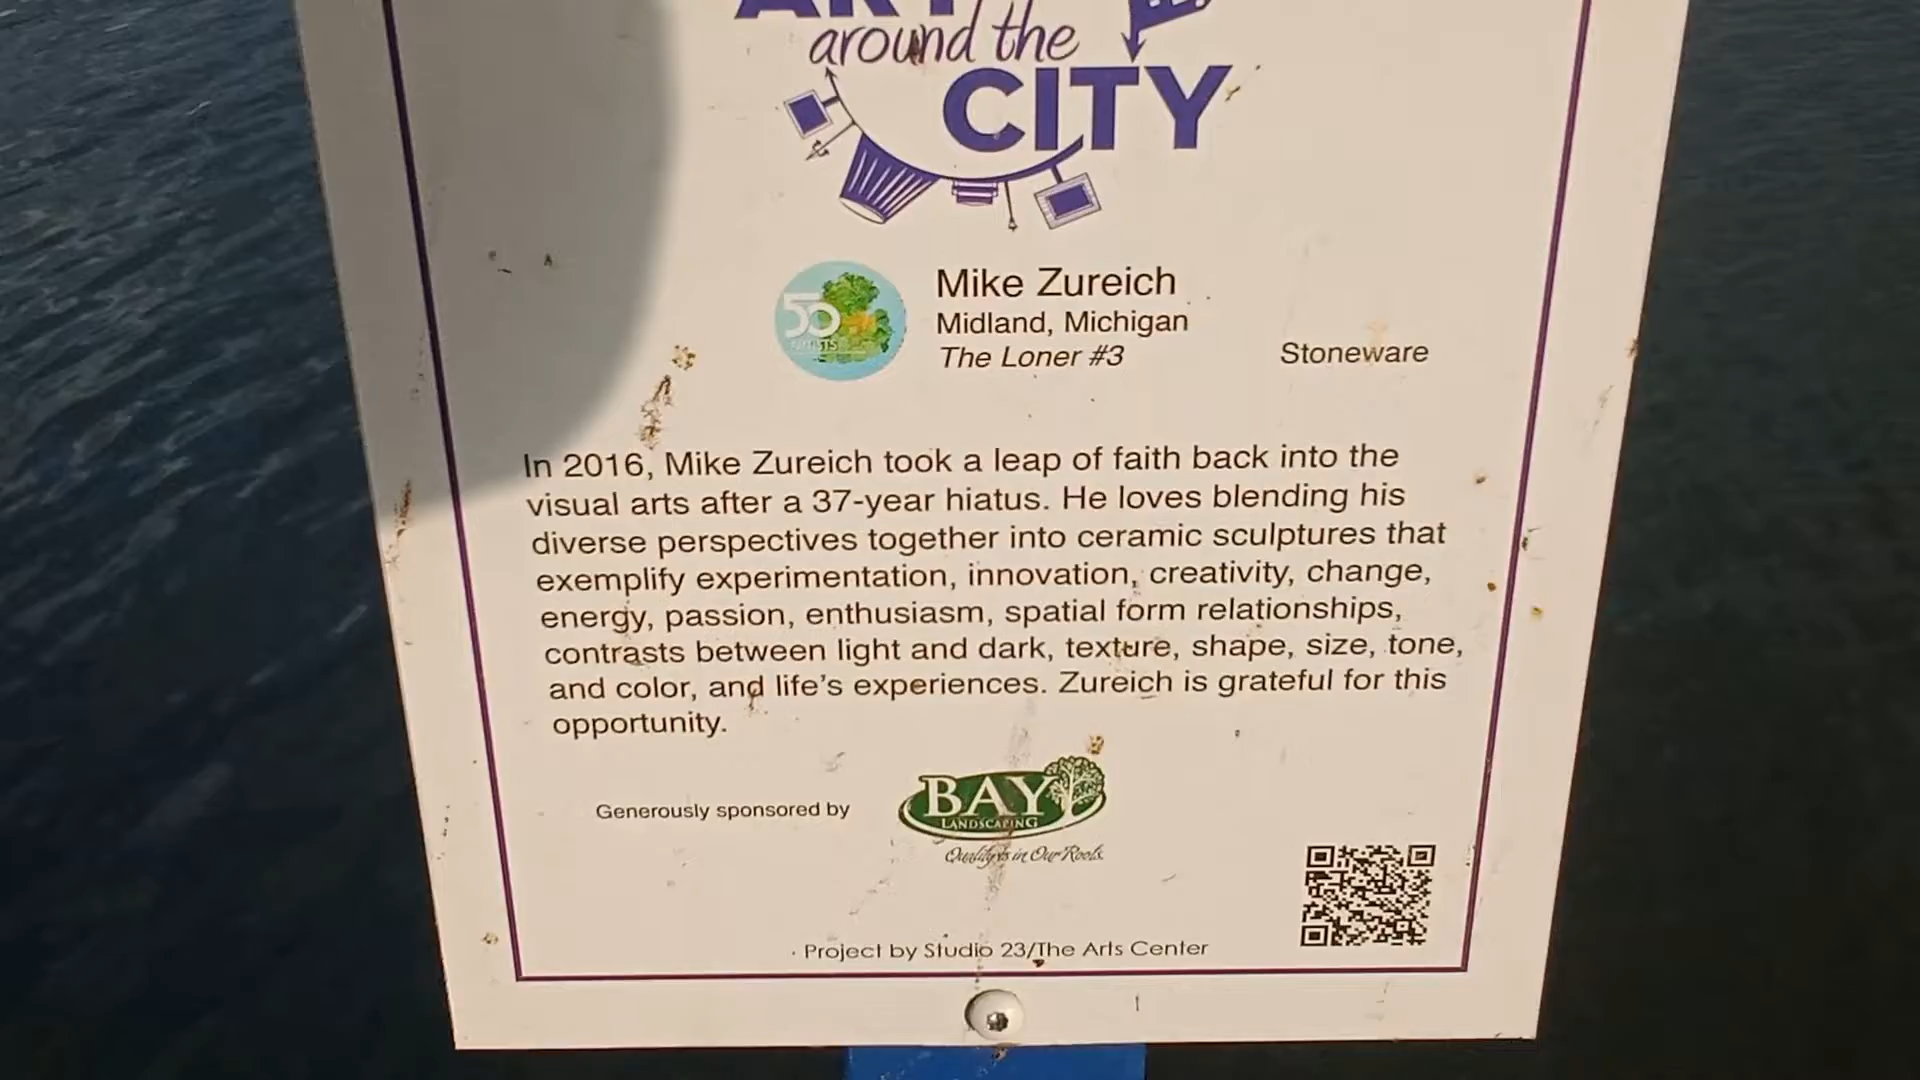 ART
around the
CITY
50
ARTISTS
Mike Zureich
Midland, Michigan
The Loner #3
Stoneware
In 2016, Mike Zureich took a leap of faith back into the
visual arts after a 37-year hiatus. He loves blending his
diverse perspectives together into ceramic sculptures that
exemplify experimentation, innovation, creativity, change,
energy, passion, enthusiasm, spatial form relationships,
contrasts between light and dark, texture, shape, size, tone,
and color, and life's experiences. Zureich is grateful for this
opportunity.
Generously sponsored by
BAY
LANDSCAPING
Quality is in Our Roots
Project by Studio 23/The Arts Center